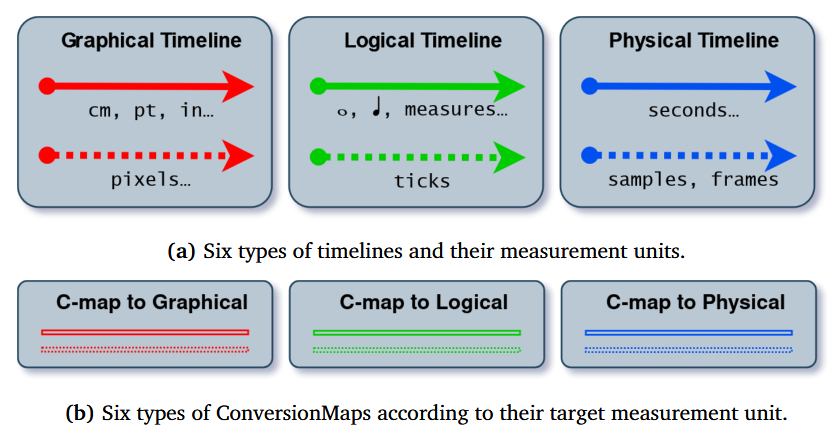 Graphical Timeline
cm, pt, in…
pixels…
Logical Timeline
𝅝, ♩, measures…
ticks
Physical Timeline
seconds…
samples, frames
(a) Six types of timelines and their measurement units.
C-map to Graphical
C-map to Logical
C-map to Physical
(b) Six types of ConversionMaps according to their target measurement unit.